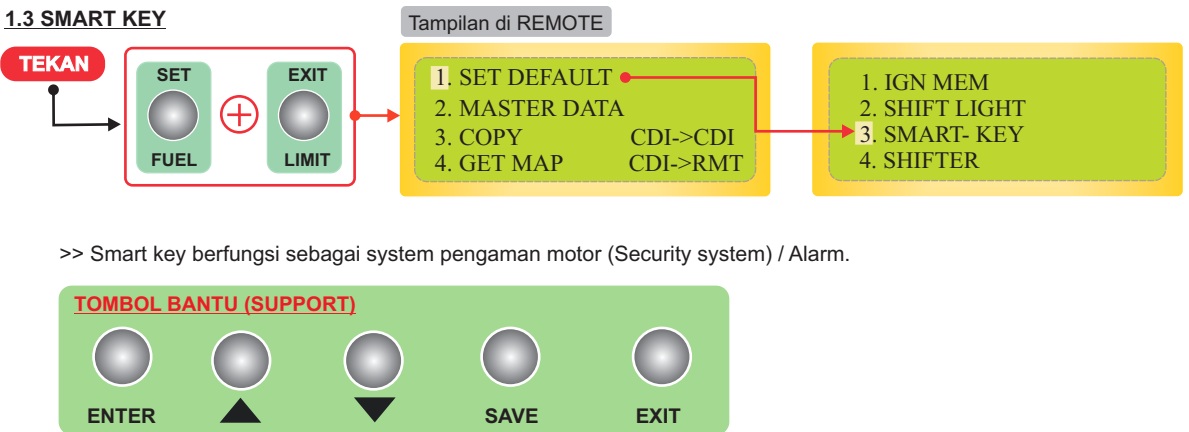 1.3 SMART KEY
Tampilan di REMOTE
TEKAN
SET
FUEL
EXIT
LIMIT
1. SET DEFAULT
2. MASTER DATA
3. COPY CDI->CDI
4. GET MAP CDI->RMT
1. IGN MEM
2. SHIFT LIGHT
3. SMART- KEY
4. SHIFTER
>> Smart key berfungsi sebagai system pengaman motor (Security system) / Alarm.
TOMBOL BANTU (SUPPORT)
ENTER
SAVE
EXIT